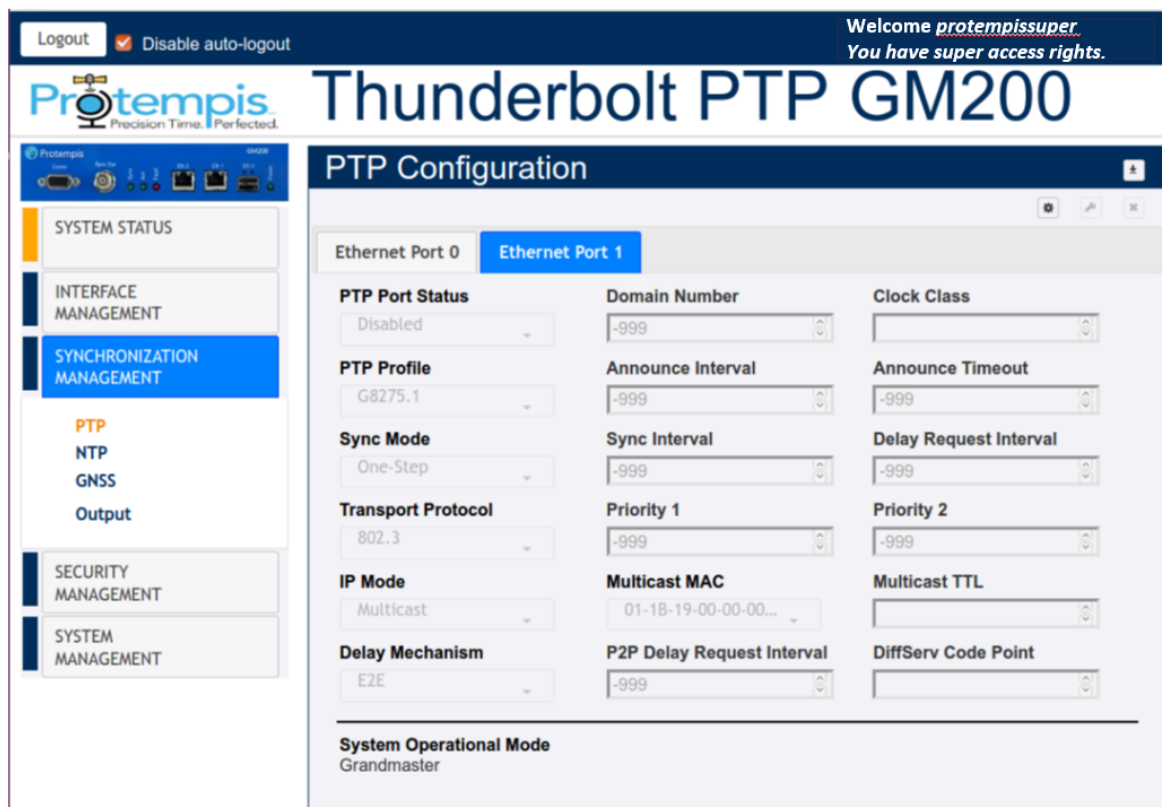 Logout
Disable auto-logout
Welcome protempissuper
You have super access rights.
Protempis
Precision Time. Perfected.
Thunderbolt PTP GM200
Protempis
GM200
PTP Configuration
SYSTEM STATUS
INTERFACE
MANAGEMENT
SYNCHRONIZATION
MANAGEMENT
PTP
NTP
GNSS
Output
SECURITY
MANAGEMENT
SYSTEM
MANAGEMENT
Ethernet Port 0 Ethernet Port 1
PTP Port Status Domain Number Clock Class
Disabled -999
PTP Profile Announce Interval Announce Timeout
G8275.1 -999 -999
Sync Mode Sync Interval Delay Request Interval
One-Step -999 -999
Transport Protocol Priority 1 Priority 2
802.3 -999 -999
IP Mode Multicast MAC Multicast TTL
Multicast 01-1B-19-00-00-00...
Delay Mechanism P2P Delay Request Interval DiffServ Code Point
E2E -999
System Operational Mode
Grandmaster